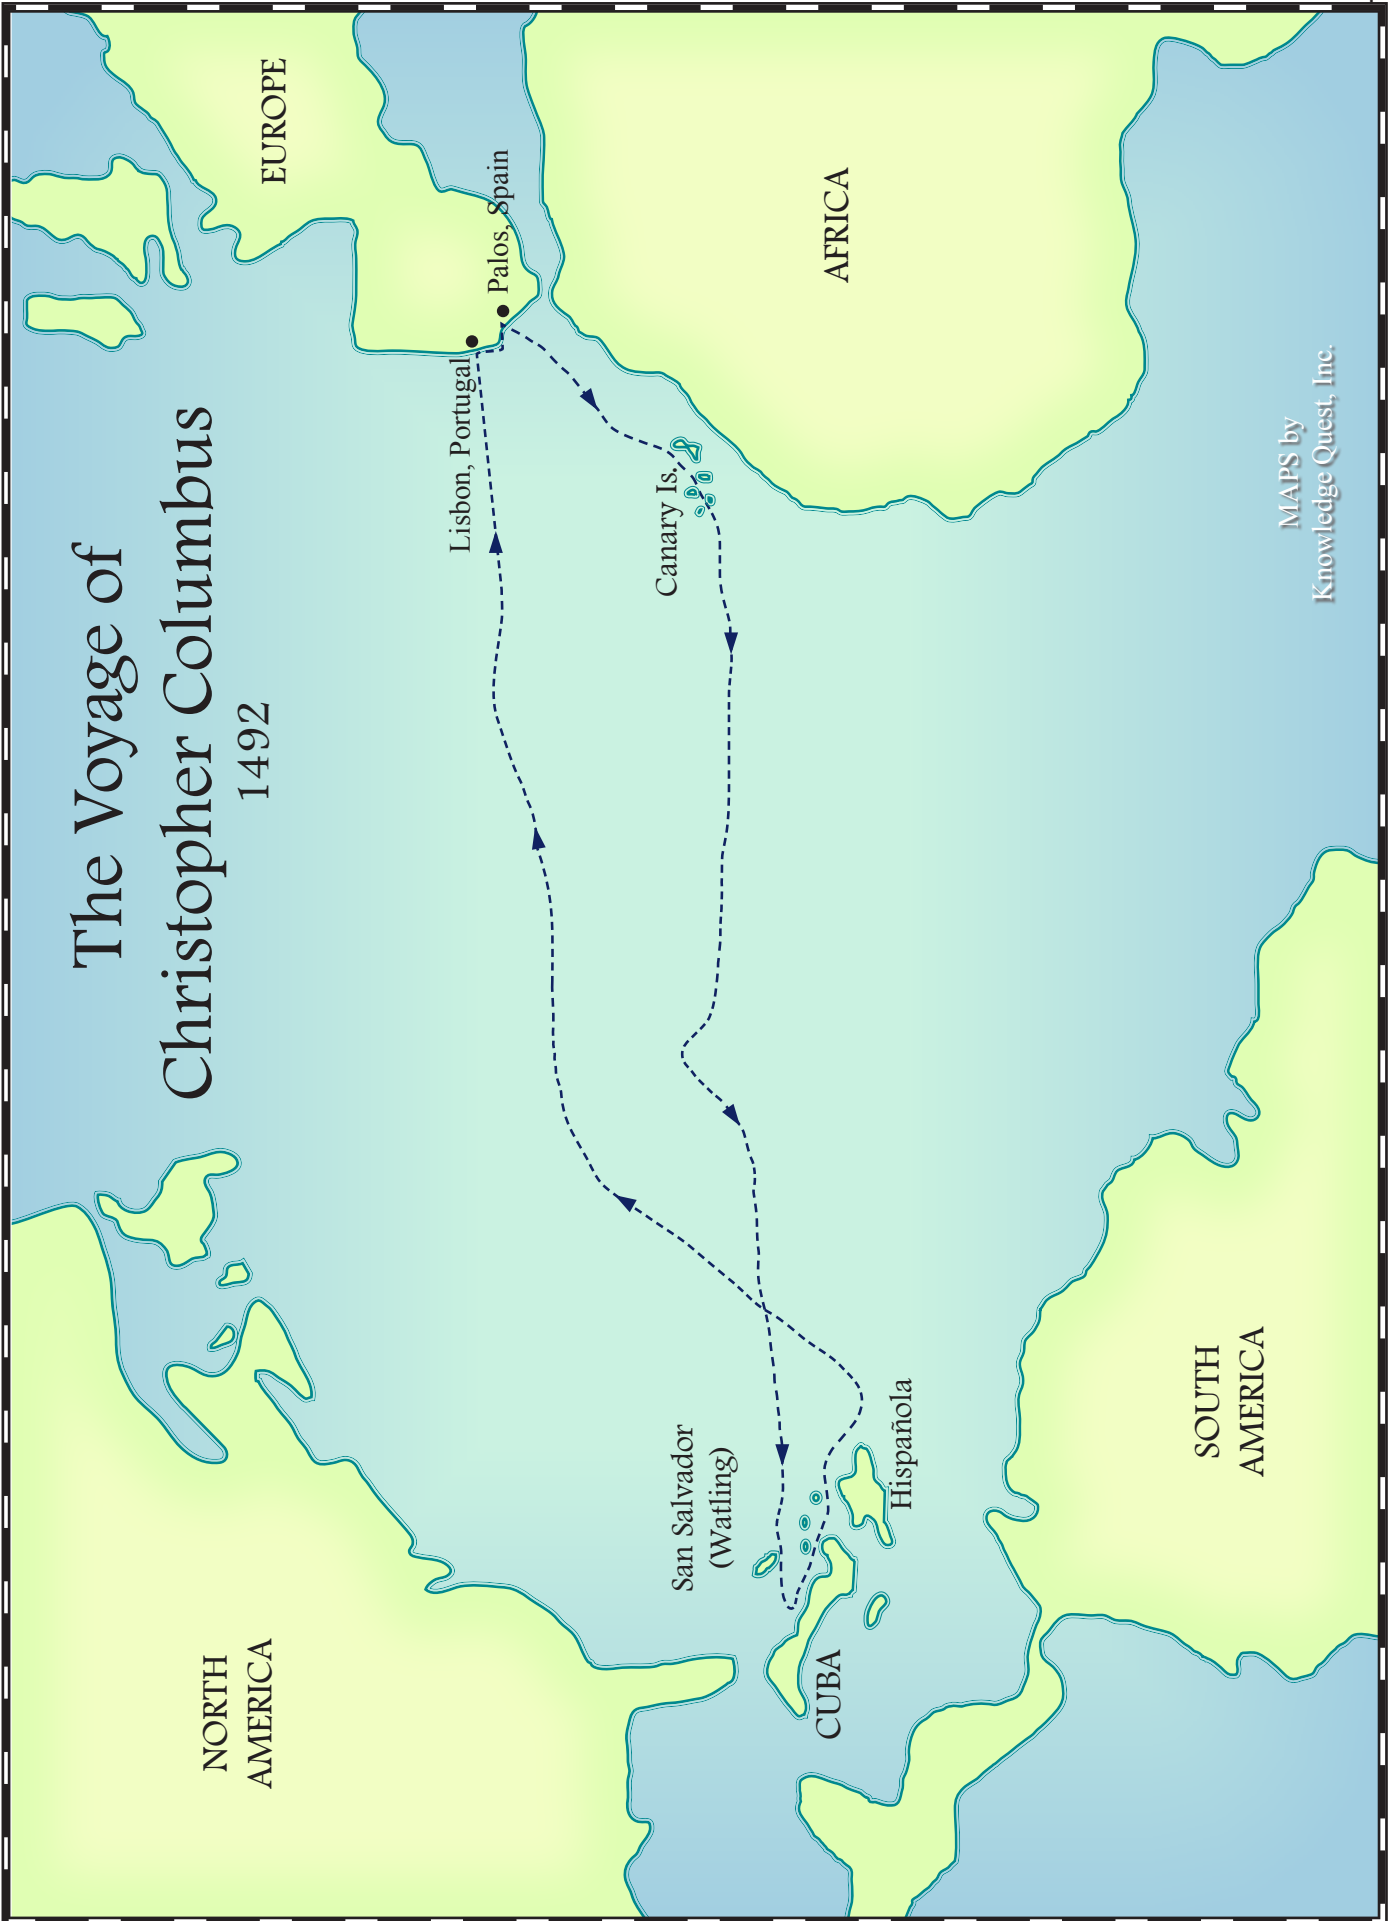 The Voyage of
Christopher Columbus
1492
NORTH
AMERICA
EUROPE
Lisbon, Portugal
Palos, Spain
Canary Is.
San Salvador
(Watling)
CUBA
Hispañola
AFRICA
SOUTH
AMERICA
MAPS by
Knowledge Quest, Inc.